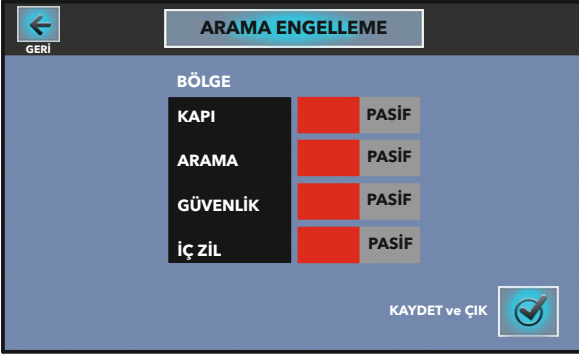 ARAMA ENGELLEME
GERİ
BÖLGE
KAPI PASİF
ARAMA PASİF
GÜVENLİK PASİF
İÇ ZİL PASİF
KAYDET ve ÇIK